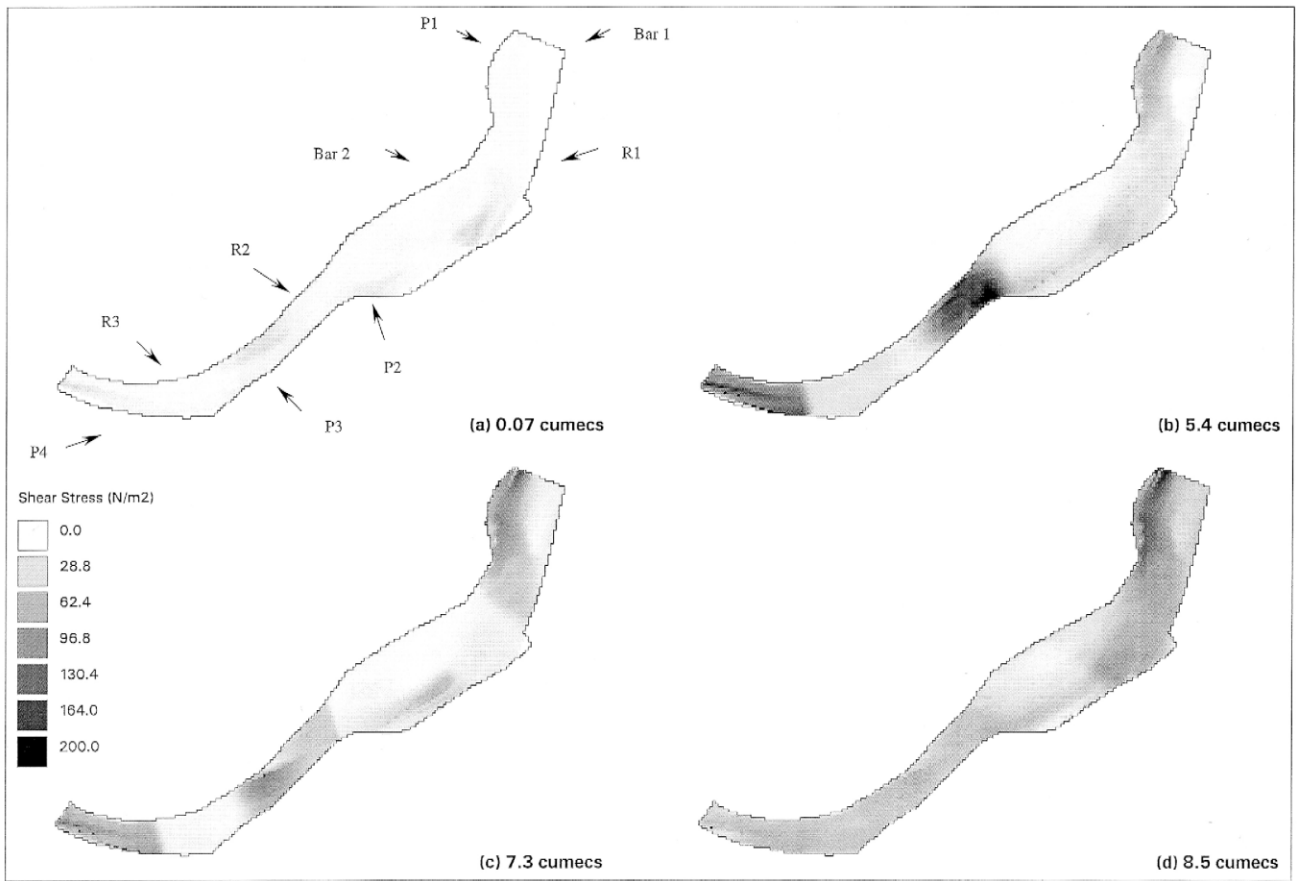 P1
Bar 1
Bar 2
R1
R2
R3
P2
P3
P4
(a) 0.07 cumecs
(b) 5.4 cumecs
Shear Stress (N/m2)
0.0
28.8
62.4
96.8
130.4
164.0
200.0
(c) 7.3 cumecs
(d) 8.5 cumecs